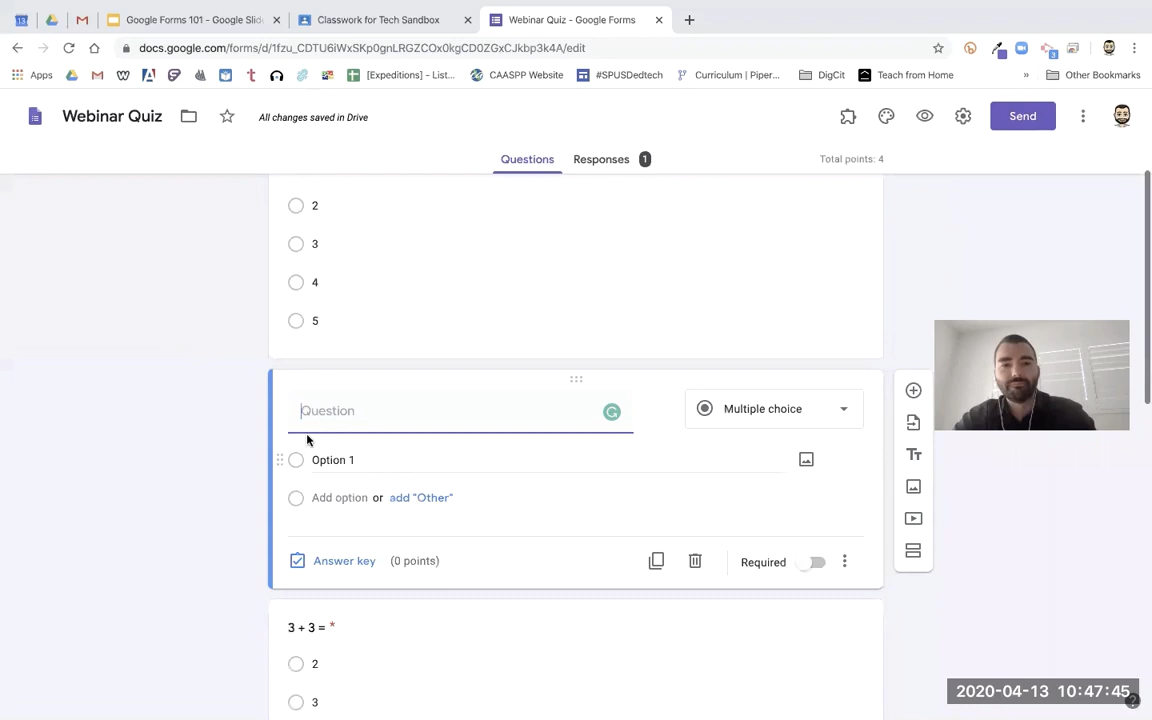 Google Forms 101 - Google Slid
Classwork for Tech Sandbox
Webinar Quiz - Google Forms
docs.google.com/forms/d/1fzu_CDTU6iWxSKp0gnLRGZCOx0kgCD0ZGxCJkbp3k4A/edit
Apps
[Expeditions] - List...
CAASPP Website
#SPUSDedtech
Curriculum | Piper...
DigCit
Teach from Home
»
Other Bookmarks
Webinar Quiz
All changes saved in Drive
Send
Questions
Responses 1
Total points: 4
2
3
4
5
Question
Multiple choice
Option 1
Add option or add "Other"
Answer key (0 points)
Required
Tт
3 + 3 = *
2
3
2020-04-13 10:47:45